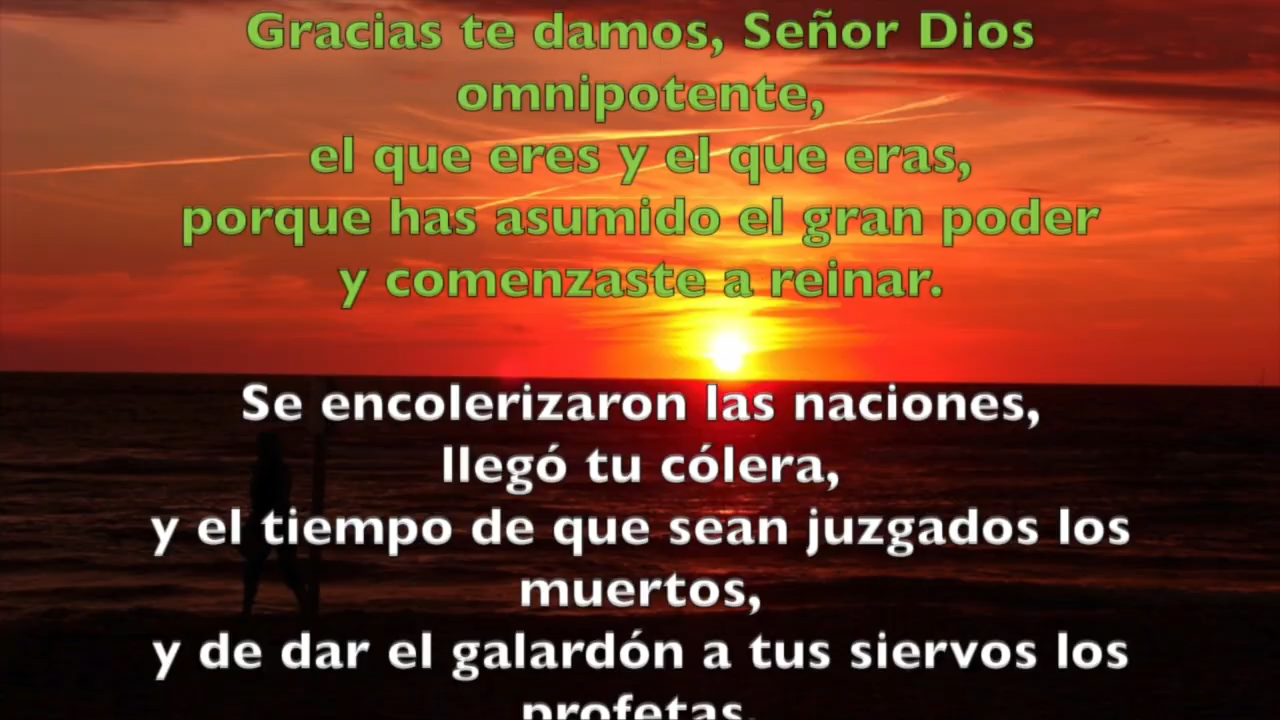 Gracias te damos, Señor Dios
omnipotente,
el que eres y el que eras,
porque has asumido el gran poder
y comenzaste a reinar.
Se encolerizaron las naciones,
llegó tu cólera,
y el tiempo de que sean juzgados los
muertos,
y de dar el galardón a tus siervos los
profetas,